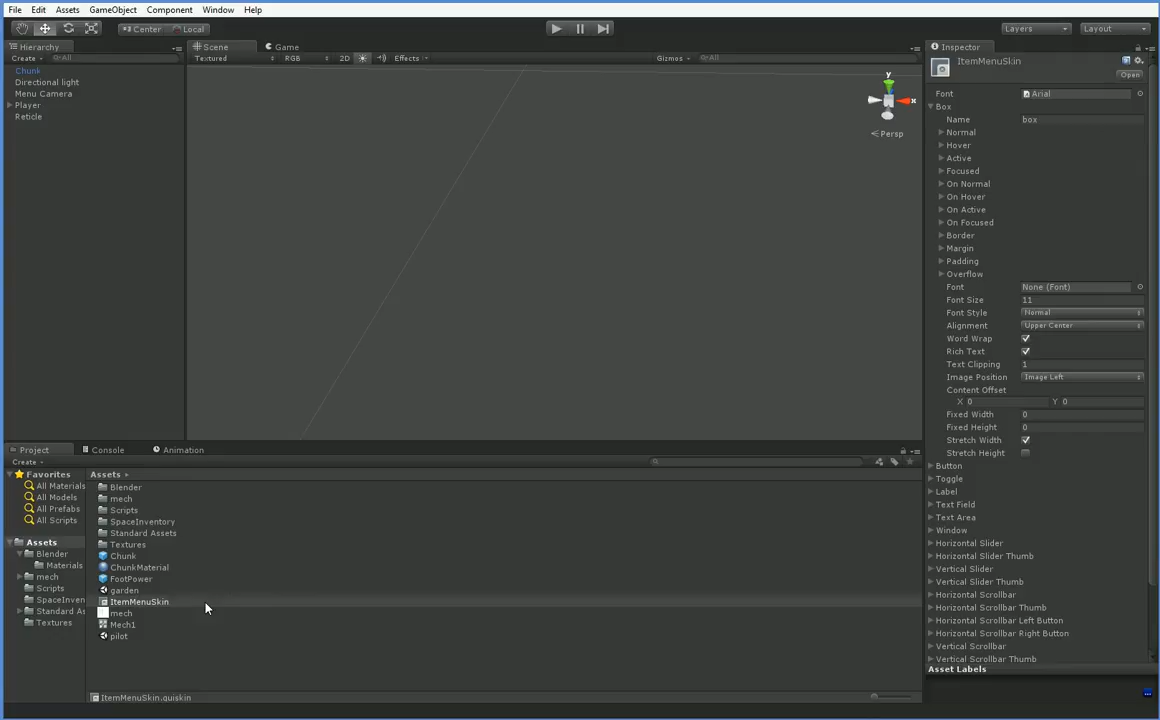 File Edit Assets GameObject Component Window Help
Center Local Layers Layout
Hierarchy Scene Game Inspector
Create All Textured RGB 2D Effects Gizmos All
ItemMenuSkin
Open
Chunk
Directional light
Menu Camera
Player
Reticle
y
x
Persp
Font Arial
Box
Name box
Normal
Hover
Active
Focused
On Normal
On Hover
On Active
On Focused
Border
Margin
Padding
Overflow
Font None (Font)
Font Size 11
Font Style Normal
Alignment Upper Center
Word Wrap
Rich Text
Text Clipping 1
Image Position Image Left
Content Offset
X 0 Y 0
Fixed Width 0
Fixed Height 0
Stretch Width
Stretch Height
Button
Toggle
Label
Text Field
Text Area
Window
Horizontal Slider
Horizontal Slider Thumb
Vertical Slider
Vertical Slider Thumb
Horizontal Scrollbar
Horizontal Scrollbar Thumb
Horizontal Scrollbar Left Button
Horizontal Scrollbar Right Button
Vertical Scrollbar
Vertical Scrollbar Thumb
Asset Labels
Project Console Animation
Create
Favorites
All Materials
All Models
All Prefabs
All Scripts
Assets
Blender
Materials
mech
Scripts
SpaceInven
Standard As
Textures
Assets
Blender
mech
Scripts
SpaceInventory
Standard Assets
Textures
Chunk
ChunkMaterial
FootPower
garden
ItemMenuSkin
mech
Mech1
pilot
ItemMenuSkin.guiskin